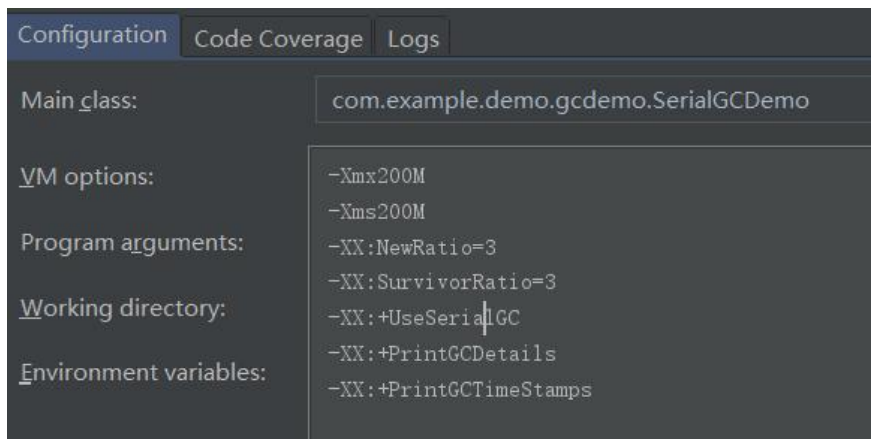 Configuration Code Coverage Logs
Main class: com.example.demo.gcdemo.SerialGCDemo
VM options:
-Xmx200M
-Xms200M
-XX:NewRatio=3
-XX:SurvivorRatio=3
-XX:+UseSerialGC
-XX:+PrintGCDetails
-XX:+PrintGCTimeStamps
Program arguments:
Working directory:
Environment variables: